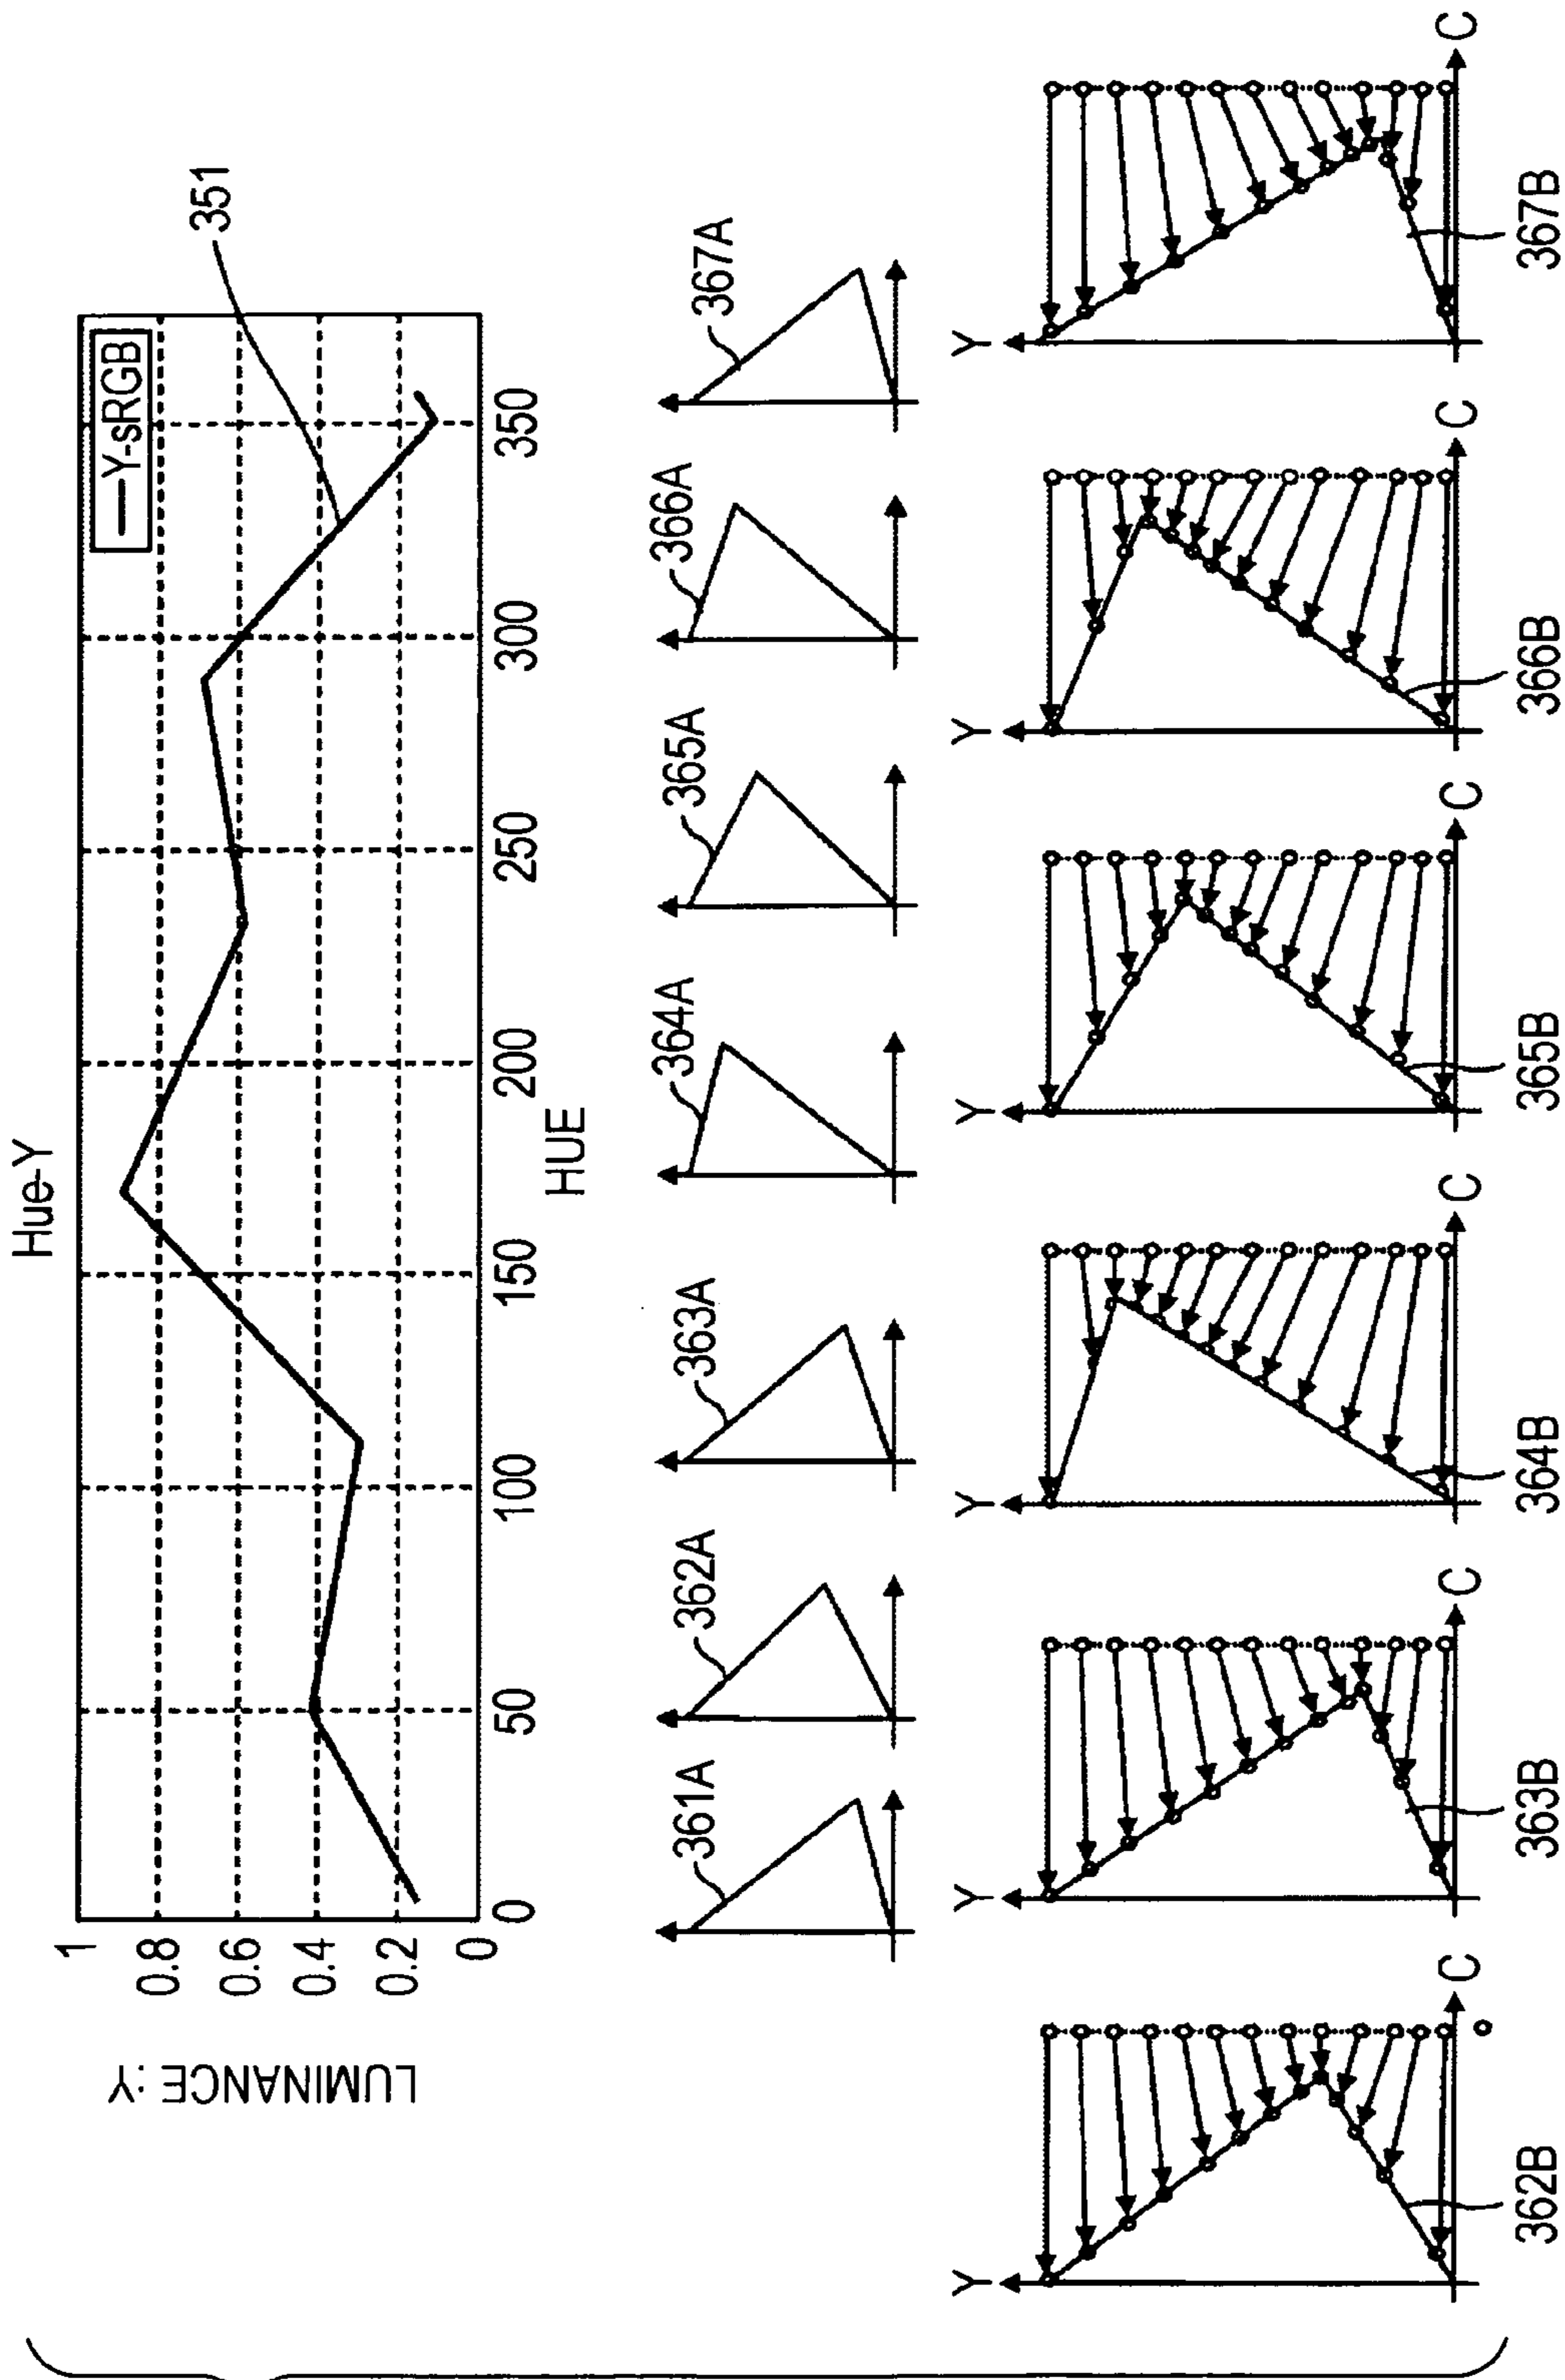 Hue-Y
LUMINANCE :Y
1
0.8
0.6
0.4
0.2
0
Y-sRGB
351
0 50 100 150 200 250 300 350
HUE
361A 362A 363A 364A 365A 366A 367A
Y C Y C Y C Y C Y C Y C
362B 363B 364B 365B 366B 367B